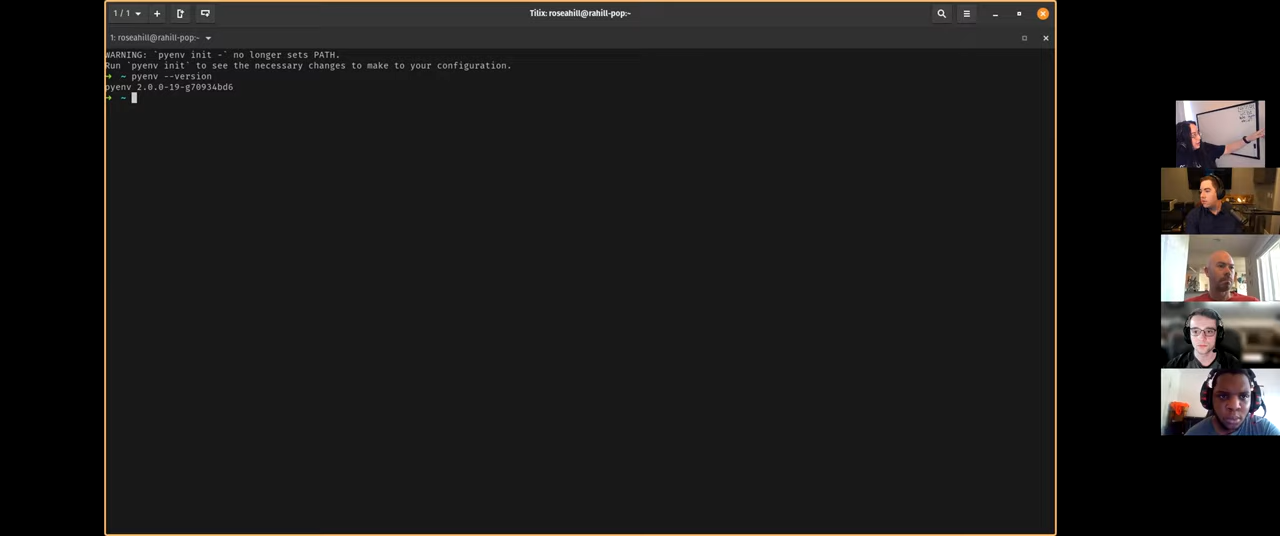 1 / 1
Tilix: roseahill@rahill-pop:~
1: roseahill@rahill-pop:~
WARNING: `pyenv init -` no longer sets PATH.
Run `pyenv init` to see the necessary changes to make to your configuration.
➜ ~ pyenv --version
pyenv 2.0.0-19-g70934bd6
➜ ~